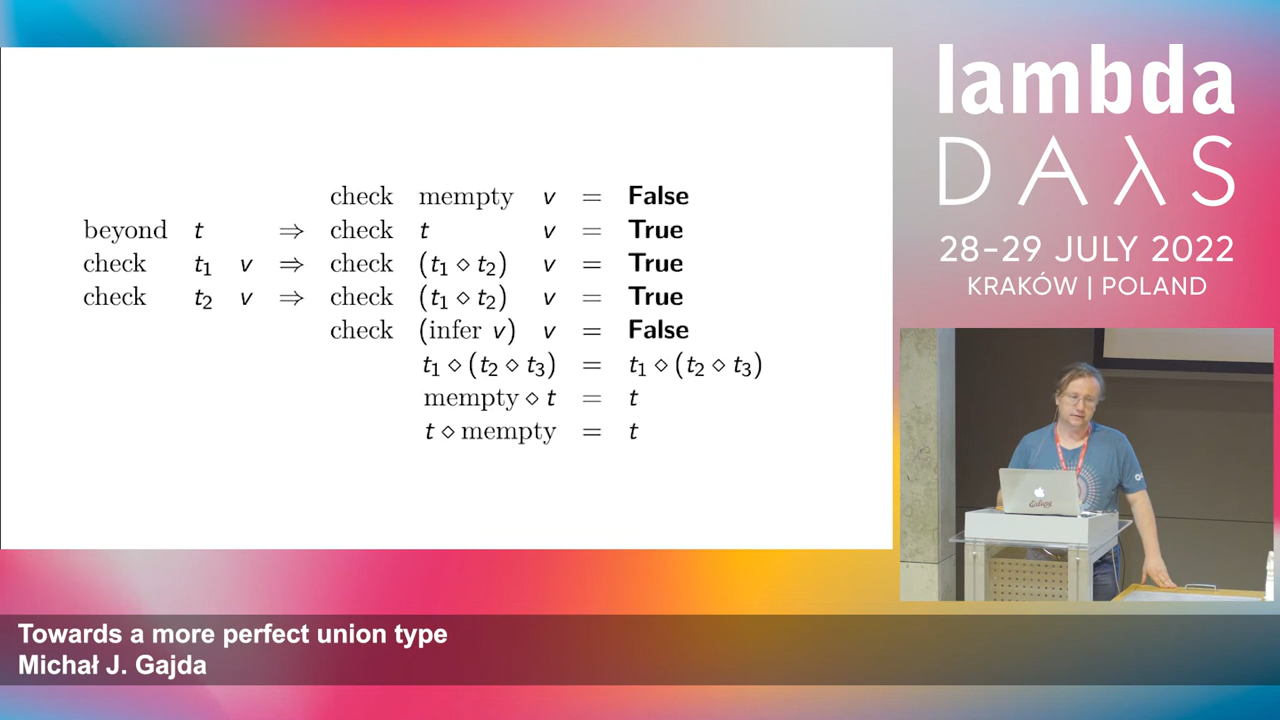 check mempty v = False
beyond t ⇒ check t v = True
check t₁ v ⇒ check (t₁ ⋄ t₂) v = True
check t₂ v ⇒ check (t₁ ⋄ t₂) v = True
check (infer v) v = False
t₁ ⋄ (t₂ ⋄ t₃) = t₁ ⋄ (t₂ ⋄ t₃)
mempty ⋄ t = t
t ⋄ mempty = t
lambda
DAλS
28–29 JULY 2022
KRAKÓW | POLAND
Towards a more perfect union type
Michał J. Gajda